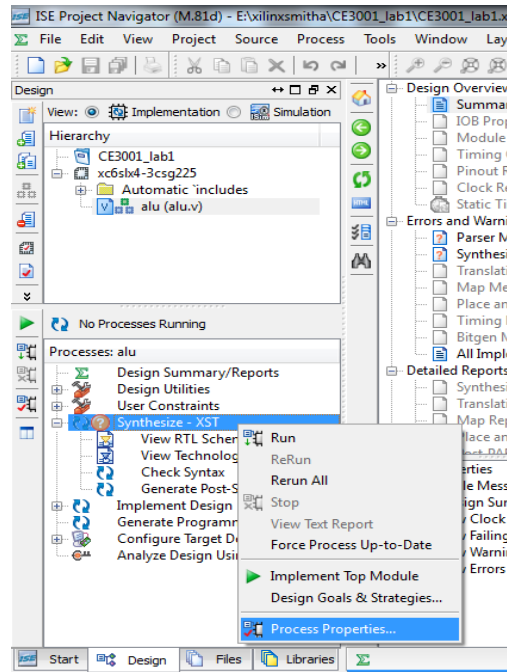 ISE Project Navigator (M.81d) - E:\xilinxsmitha\CE3001_lab1\CE3001_lab1.x
File Edit View Project Source Process Tools Window Lay
Design
View: Implementation Simulation
Hierarchy
CE3001_lab1
xc6slx4-3csg225
Automatic `includes
alu (alu.v)
No Processes Running
Processes: alu
Design Summary/Reports
Design Utilities
User Constraints
Synthesize - XST
View RTL Scher
View Technolog
Check Syntax
Generate Post-S
Implement Design
Generate Programm
Configure Target De
Analyze Design Usi
Run
ReRun
Rerun All
Stop
View Text Report
Force Process Up-to-Date
Implement Top Module
Design Goals & Strategies...
Process Properties...
Design Overview
Summa
IOB Prop
Module
Timing
Pinout R
Clock Re
Static Ti
Errors and Warni
Parser M
Synthesi
Translati
Map Me
Place an
Timing
Bitgen M
All Imple
Detailed Reports
Synthes
Translat
Map Rep
lace an
erties
le Mess
ign Sur
Clock
Failing
Warnin
Errors
Start Design Files Libraries